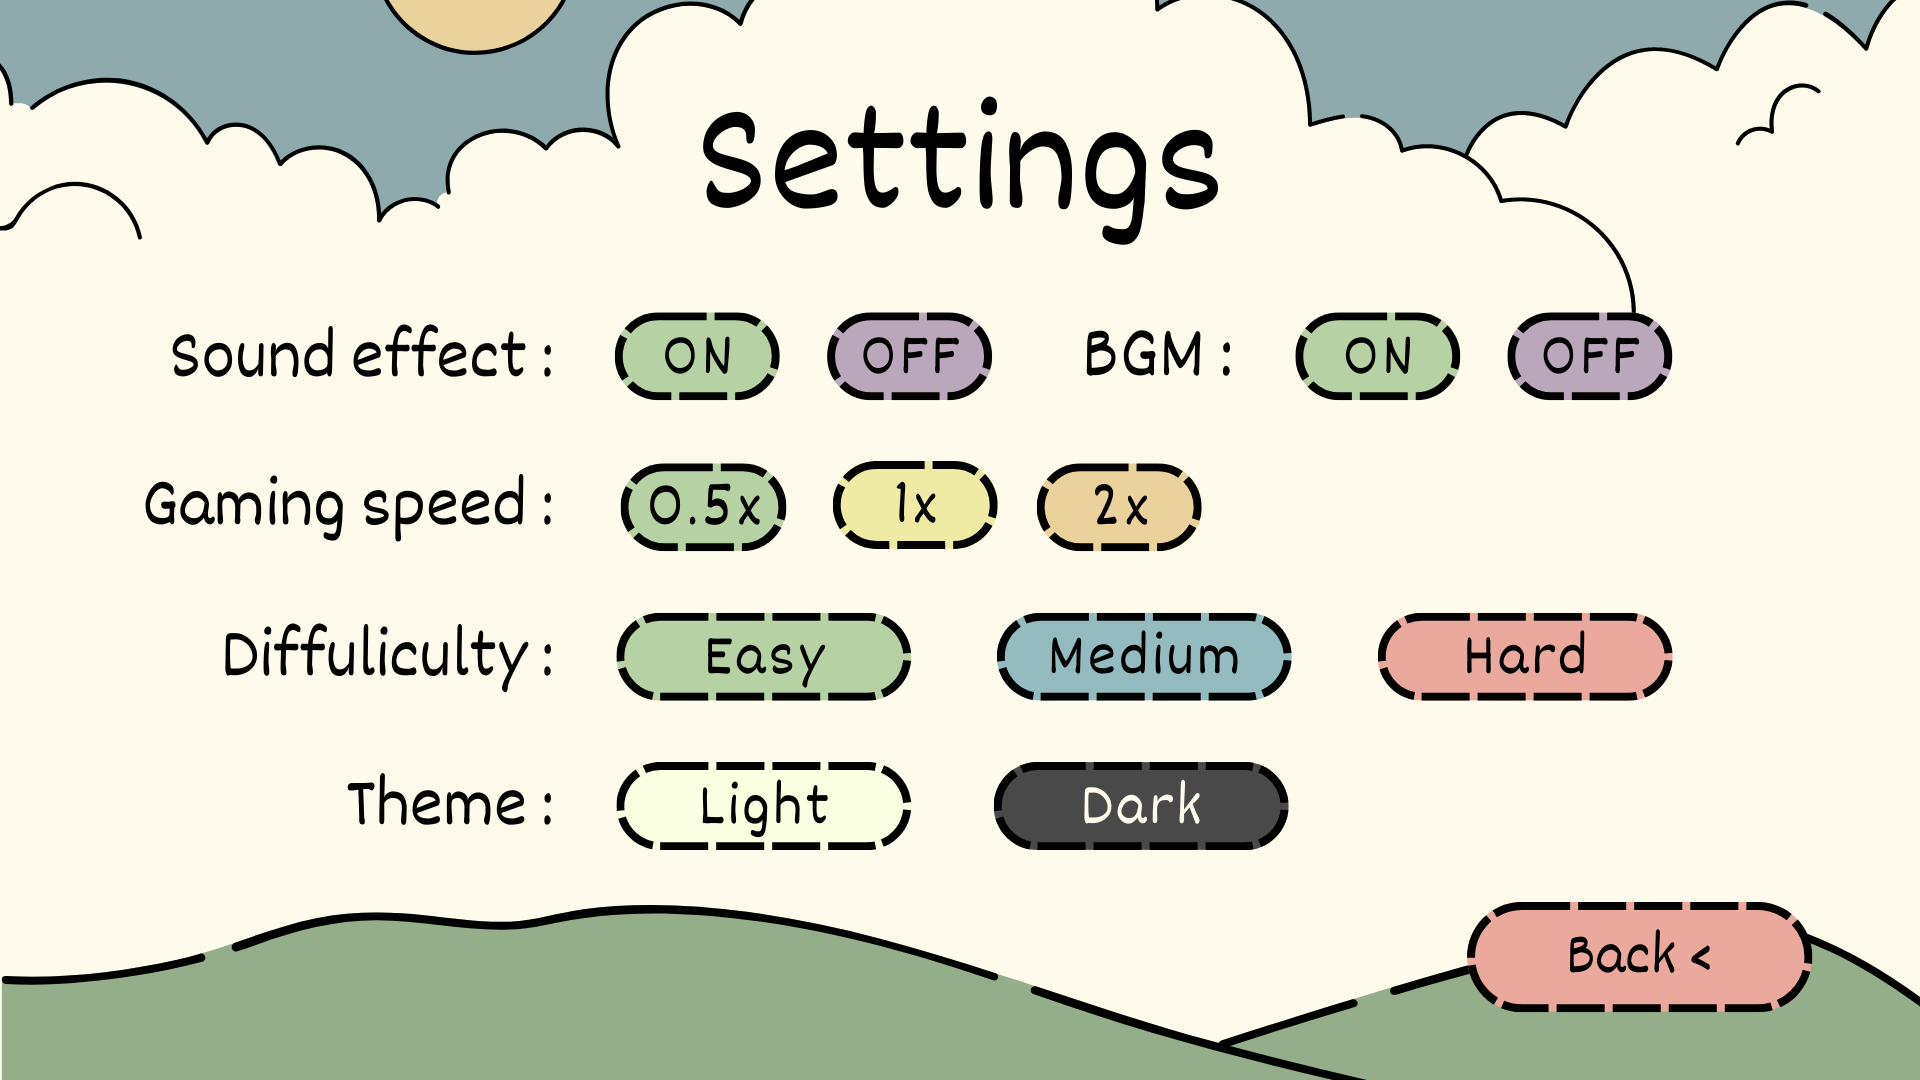 Settings
Sound effect : ON OFF BGM : ON OFF
Gaming speed : 0.5x 1x 2x
Diffuliculty : Easy Medium Hard
Theme : Light Dark
Back <